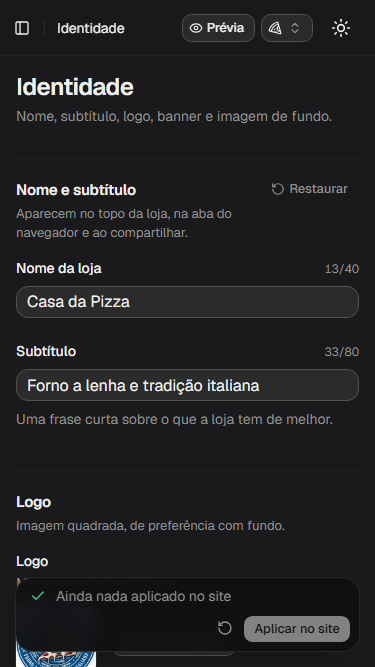 Identidade
Prévia
Identidade
Nome, subtítulo, logo, banner e imagem de fundo.
Nome e subtítulo
Restaurar
Aparecem no topo da loja, na aba do
navegador e ao compartilhar.
Nome da loja
13/40
Casa da Pizza
Subtítulo
33/80
Forno a lenha e tradição italiana
Uma frase curta sobre o que a loja tem de melhor.
Logo
Imagem quadrada, de preferência com fundo.
Logo
Ainda nada aplicado no site
Aplicar no site